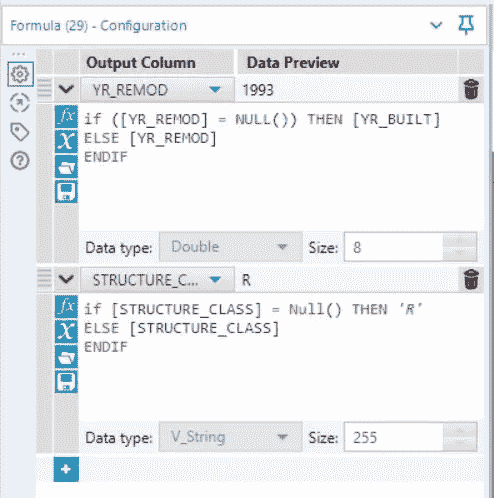 Formula (29) - Configuration
Output Column Data Preview
YR_REMOD 1993
if ([YR_REMOD] = NULL()) THEN [YR_BUILT]
ELSE [YR_REMOD]
ENDIF
Data type: Double Size: 8
STRUCTURE_C... R
if [STRUCTURE_CLASS] = Null() THEN 'R'
ELSE [STRUCTURE_CLASS]
ENDIF
Data type: V_String Size: 255